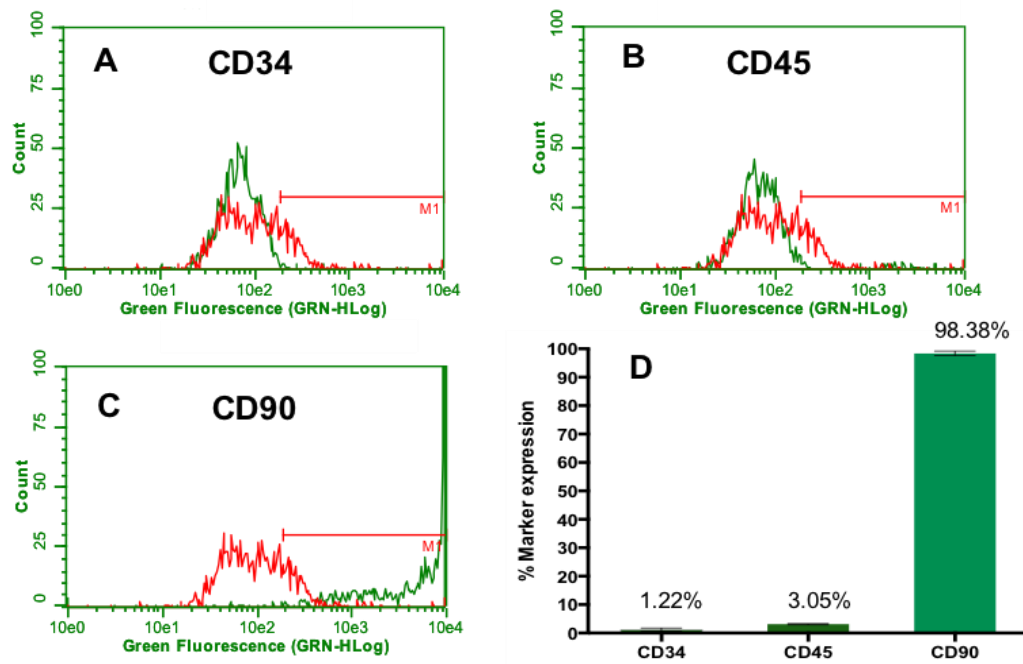 A
CD34
100
75
50
25
0
Count
M1
10e0 10e1 10e2 10e3 10e4
Green Fluorescence (GRN-HLog)
B
CD45
100
75
50
25
0
Count
M1
10e0 10e1 10e2 10e3 10e4
Green Fluorescence (GRN-HLog)
C
CD90
100
75
50
25
0
Count
M1
10e0 10e1 10e2 10e3 10e4
Green Fluorescence (GRN-HLog)
D
98.38%
100
90
80
70
60
50
40
30
20
10
0
% Marker expression
1.22%
3.05%
CD34 CD45 CD90